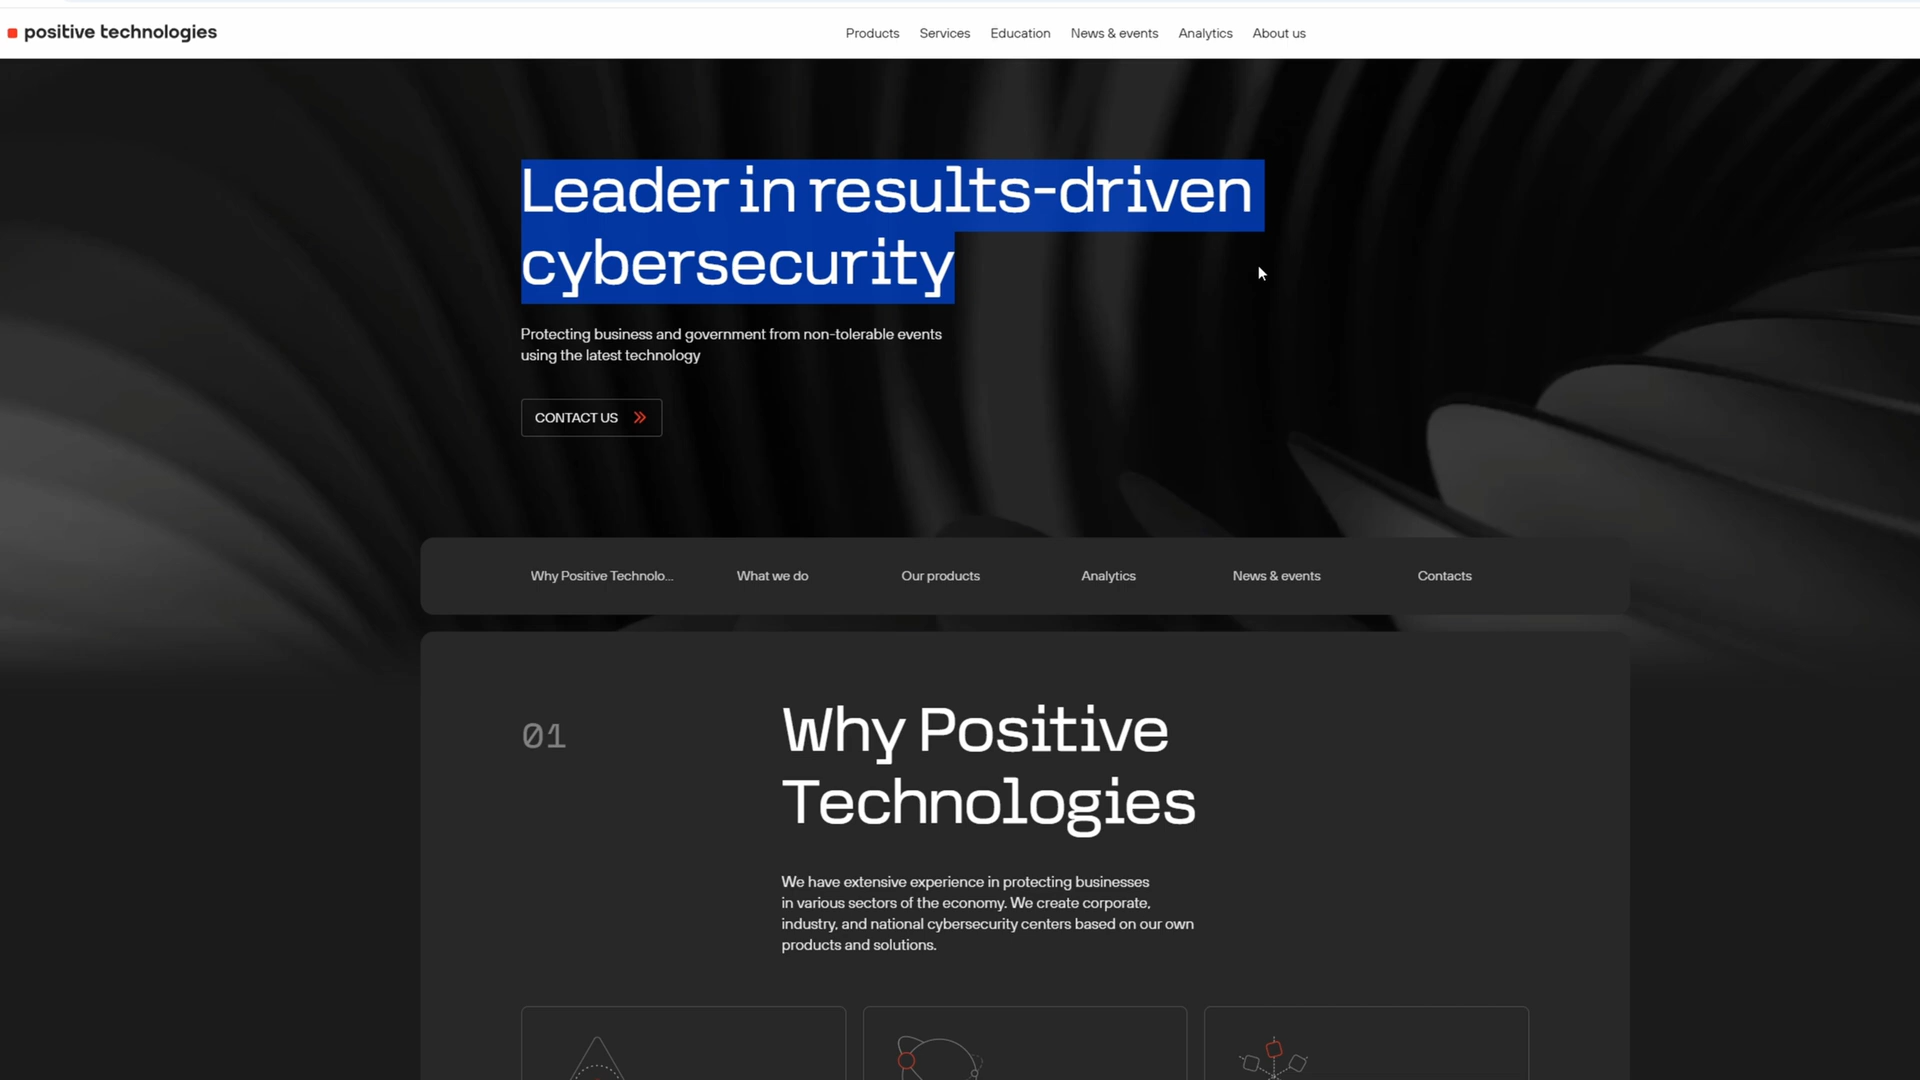 positive technologies
Products Services Education News & events Analytics About us
Leader in results-driven
cybersecurity
Protecting business and government from non-tolerable events
using the latest technology
CONTACT US
Why Positive Technolo... What we do Our products Analytics News & events Contacts
01
Why Positive
Technologies
We have extensive experience in protecting businesses
in various sectors of the economy. We create corporate,
industry, and national cybersecurity centers based on our own
products and solutions.